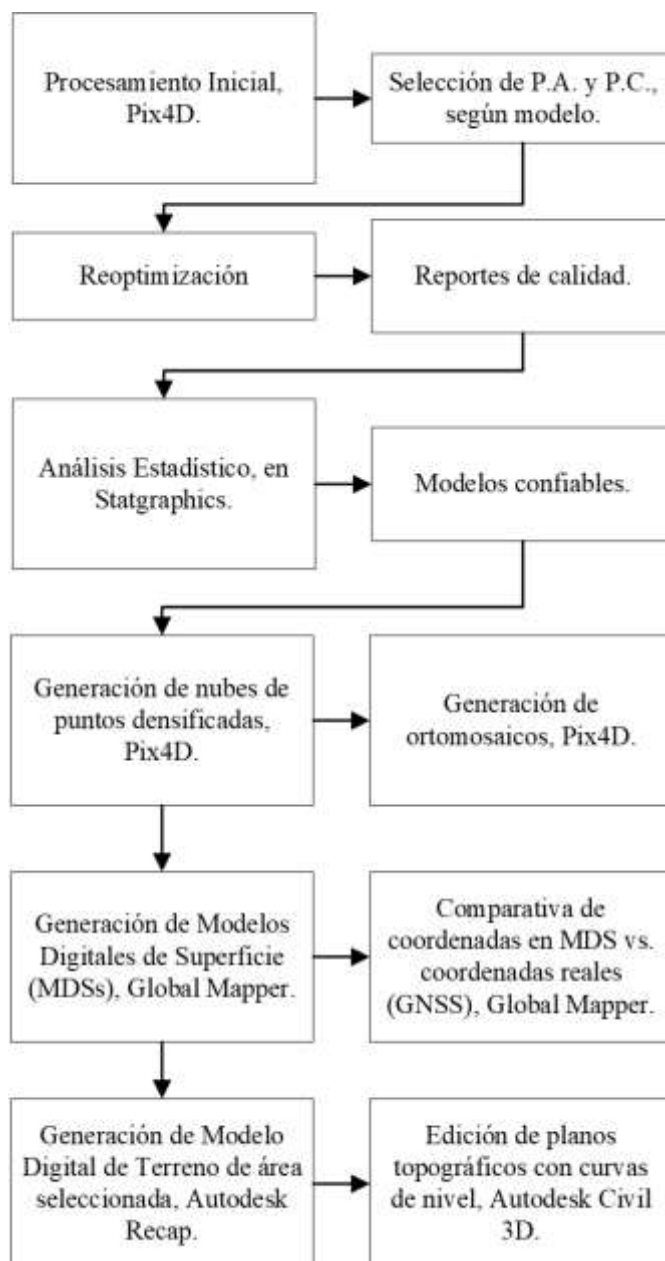 Procesamiento Inicial,
Pix4D.
Selección de P.A. y P.C.,
según modelo.
Reoptimización
Reportes de calidad.
Análisis Estadístico, en
Statgraphics.
Modelos confiables.
Generación de nubes de
puntos densificadas,
Pix4D.
Generación de
ortomosaicos, Pix4D.
Generación de Modelos
Digitales de Superficie
(MDSs), Global Mapper.
Comparativa de
coordenadas en MDS vs.
coordenadas reales
(GNSS), Global Mapper.
Generación de Modelo
Digital de Terreno de área
seleccionada, Autodesk
Recap.
Edición de planos
topográficos con curvas
de nivel, Autodesk Civil
3D.